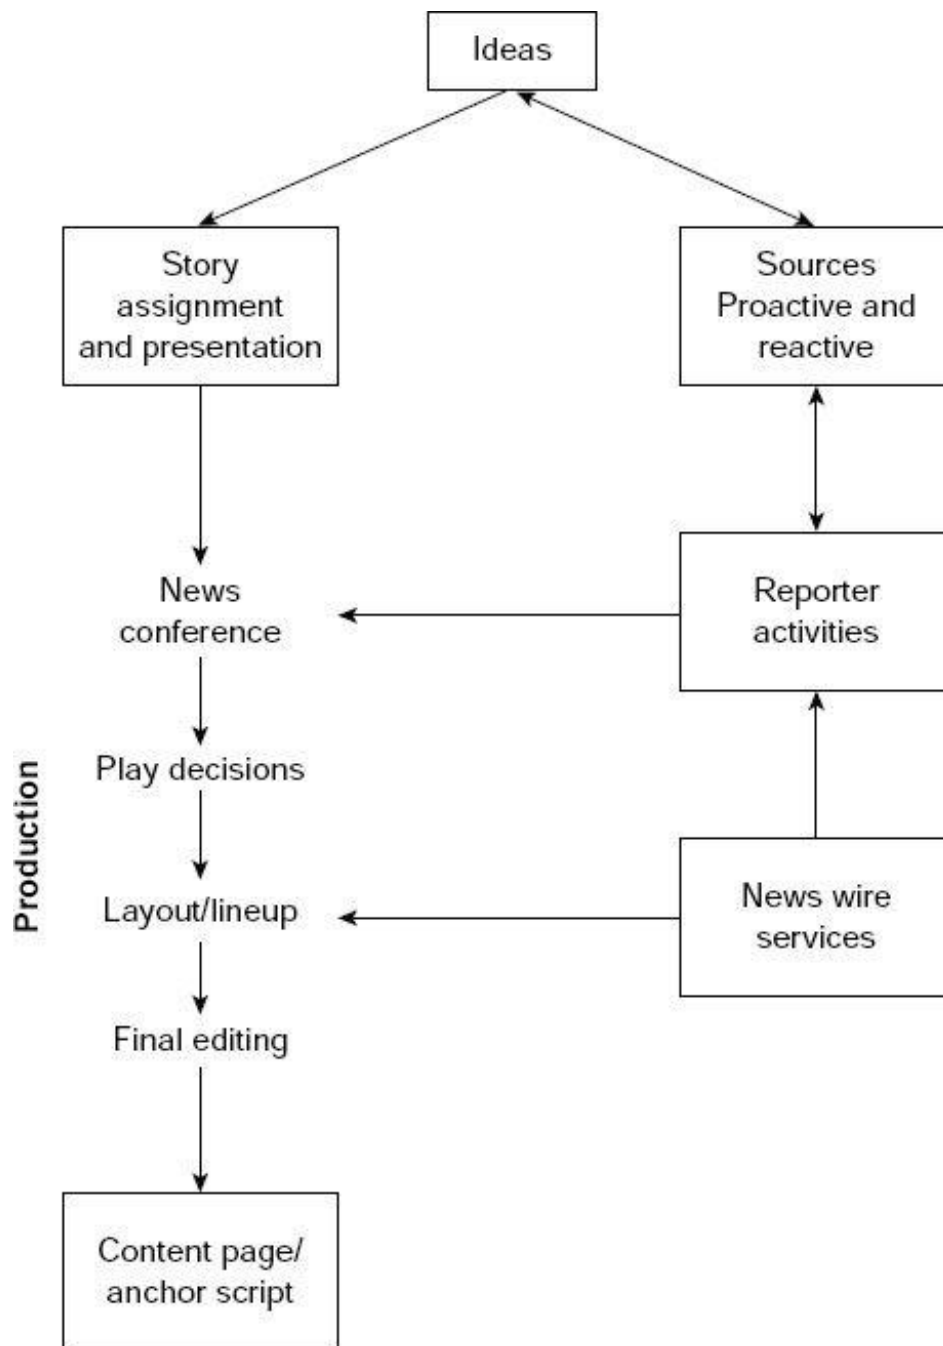 Ideas
Story
assignment
and presentation
Sources
Proactive and
reactive
News
conference
Reporter
activities
Play decisions
Production
Layout/lineup
News wire
services
Final editing
Content page/
anchor script